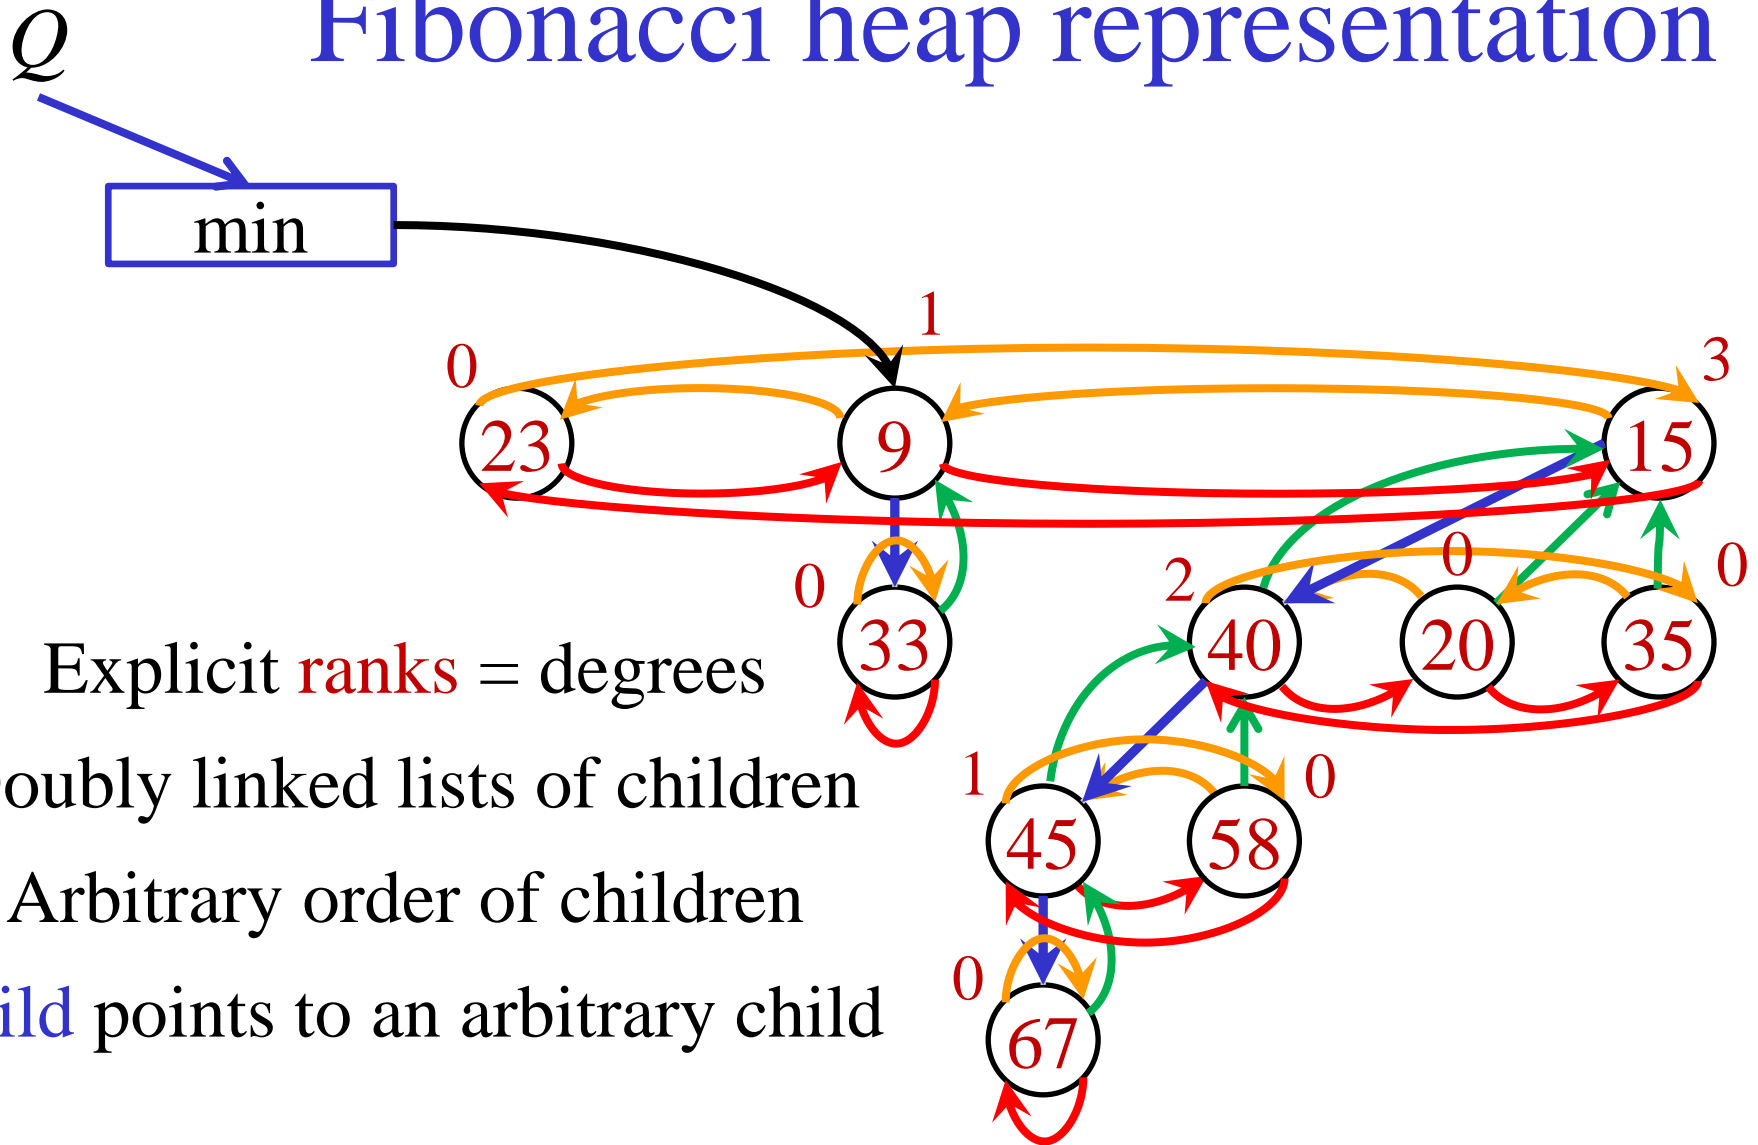 Fibonacci heap representation
Q
min
1
0
3
23 9 15
0 2 0 0
33 40 20 35
Explicit ranks = degrees
1 0
oubly linked lists of children
45 58
Arbitrary order of children
0
ild points to an arbitrary child
67